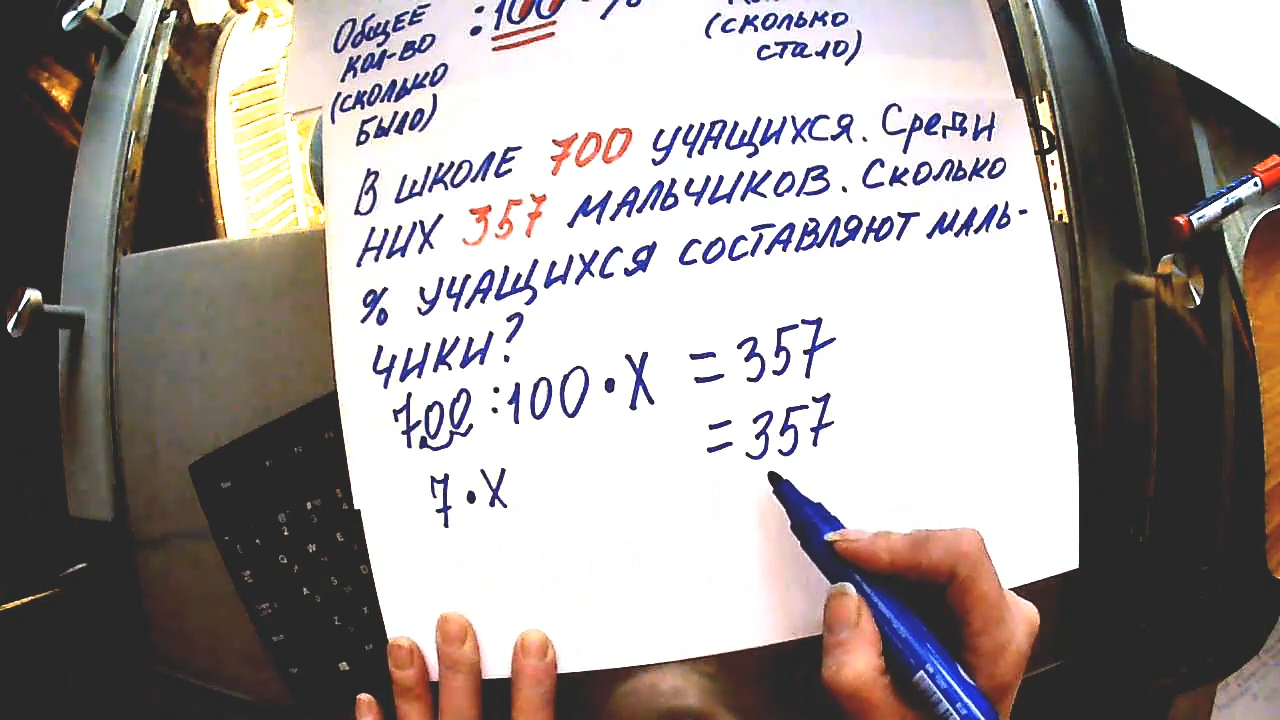 Общее :100 · %
кол-во (сколько
(сколько стало)
было)
В школе 700 учащихся. Среди
них 357 мальчиков. Сколько
% учащихся составляют маль-
чики?
700 :100 · X = 357
7 · X = 357